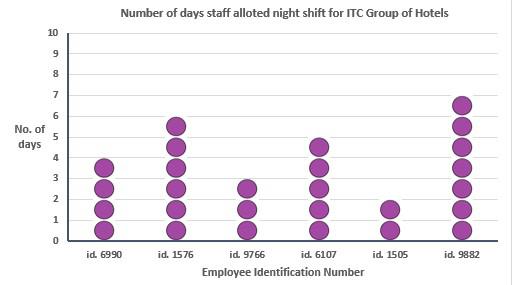 Number of days staff alloted night shift for ITC Group of Hotels
10
9
8
7
6
5
4
3
2
1
0
No. of
days
id. 6990 id. 1576 id. 9766 id. 6107 id. 1505 id. 9882
Employee Identification Number